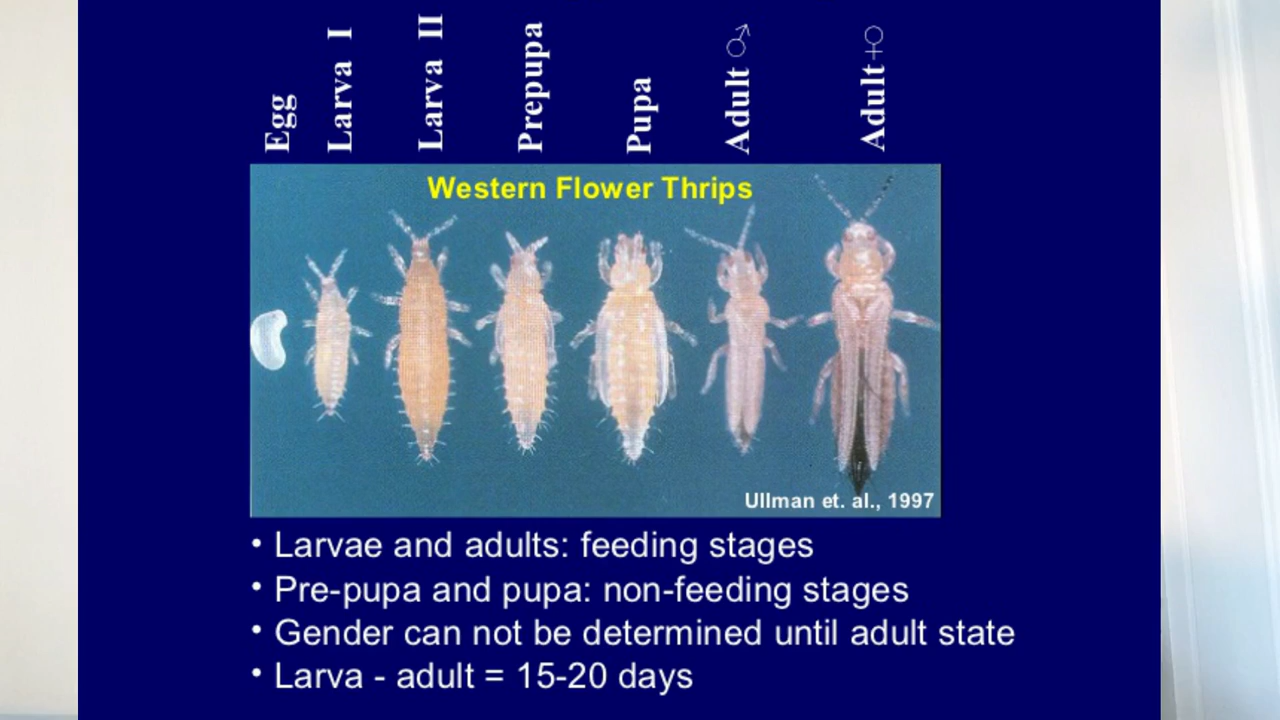 Egg
Larva I
Larva II
Prepupa
Pupa
Adult ♂
Adult ♀
Western Flower Thrips
Ullman et. al., 1997
• Larvae and adults: feeding stages
• Pre-pupa and pupa: non-feeding stages
• Gender can not be determined until adult state
• Larva - adult = 15-20 days